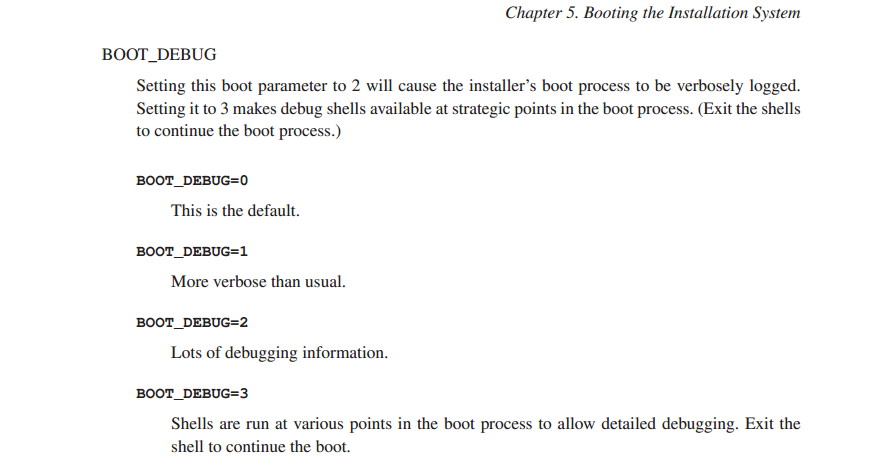 Chapter 5. Booting the Installation System
BOOT_DEBUG
Setting this boot parameter to 2 will cause the installer’s boot process to be verbosely logged.
Setting it to 3 makes debug shells available at strategic points in the boot process. (Exit the shells
to continue the boot process.)
BOOT_DEBUG=0
This is the default.
BOOT_DEBUG=1
More verbose than usual.
BOOT_DEBUG=2
Lots of debugging information.
BOOT_DEBUG=3
Shells are run at various points in the boot process to allow detailed debugging. Exit the
shell to continue the boot.